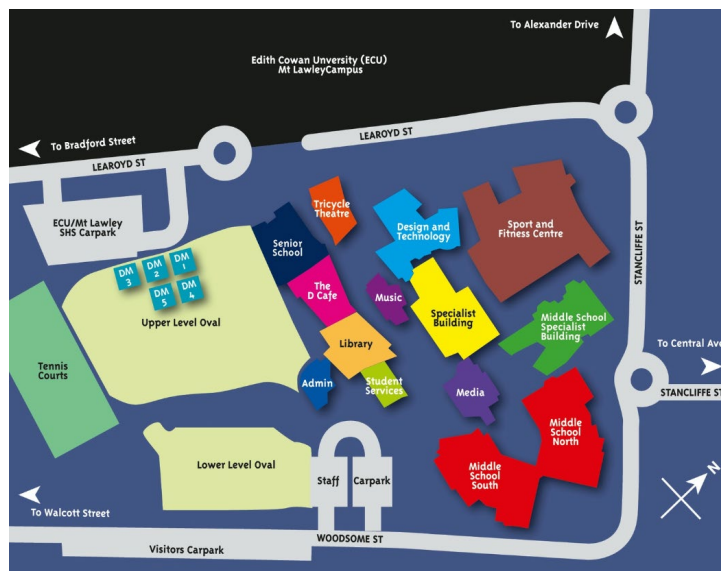 To Alexander Drive
Edith Cowan Unversity (ECU)
Mt LawleyCampus
To Bradford Street
LEAROYD ST
LEAROYD ST
ECU/Mt Lawley
SHS Carpark
Tricycle
Theatre
Senior
School
Design and
Technology
Sport and
Fitness Centre
STANCLIFFE ST
DM
3
DM
2
DM
1
DM
5
DM
4
The
D Cafe
Music
Upper Level Oval
Specialist
Building
Middle School
Specialist
Building
Library
To Central Ave
Tennis
Courts
Admin
Student
Services
Media
STANCLIFFE ST
Middle
School
North
Lower Level Oval
Staff
Carpark
Middle
School
South
N
To Walcott Street
WOODSOME ST
Visitors Carpark